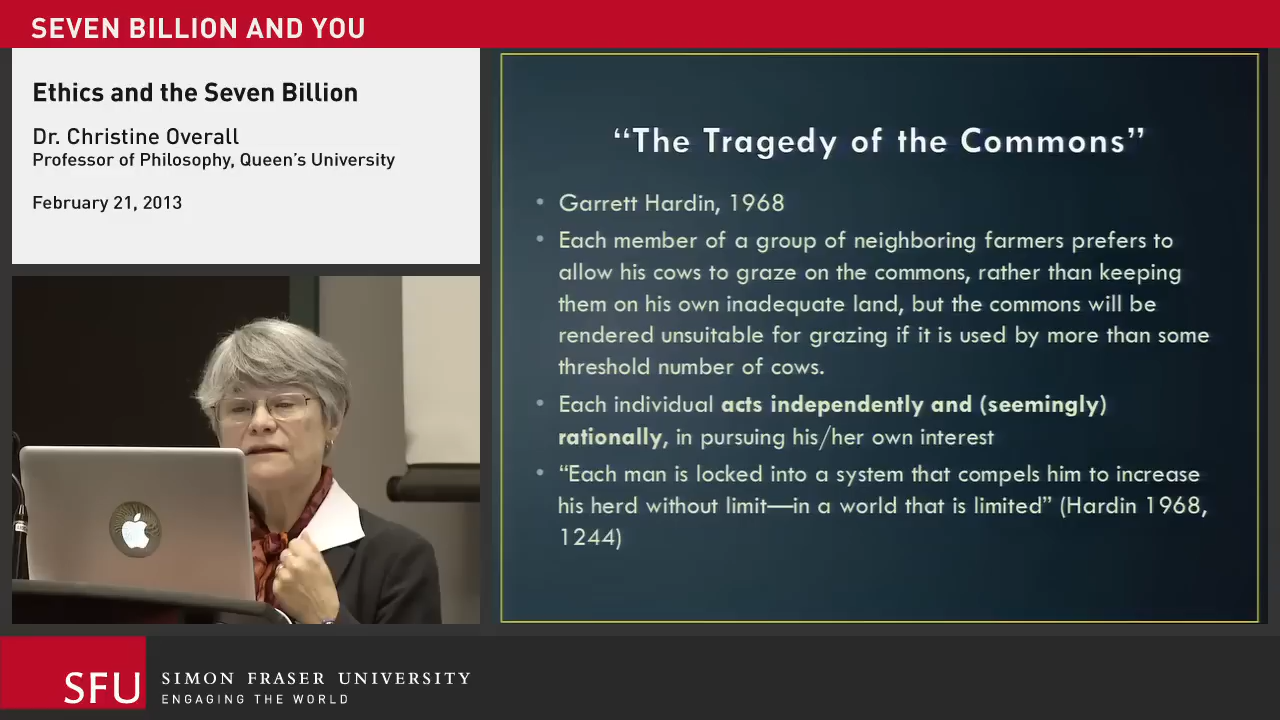 SEVEN BILLION AND YOU
Ethics and the Seven Billion
Dr. Christine Overall
Professor of Philosophy, Queen's University
February 21, 2013
“The Tragedy of the Commons”
• Garrett Hardin, 1968
• Each member of a group of neighboring farmers prefers to
allow his cows to graze on the commons, rather than keeping
them on his own inadequate land, but the commons will be
rendered unsuitable for grazing if it is used by more than some
threshold number of cows.
• Each individual acts independently and (seemingly)
rationally, in pursuing his/her own interest
• “Each man is locked into a system that compels him to increase
his herd without limit—in a world that is limited” (Hardin 1968,
1244)
SFU
SIMON FRASER UNIVERSITY
ENGAGING THE WORLD